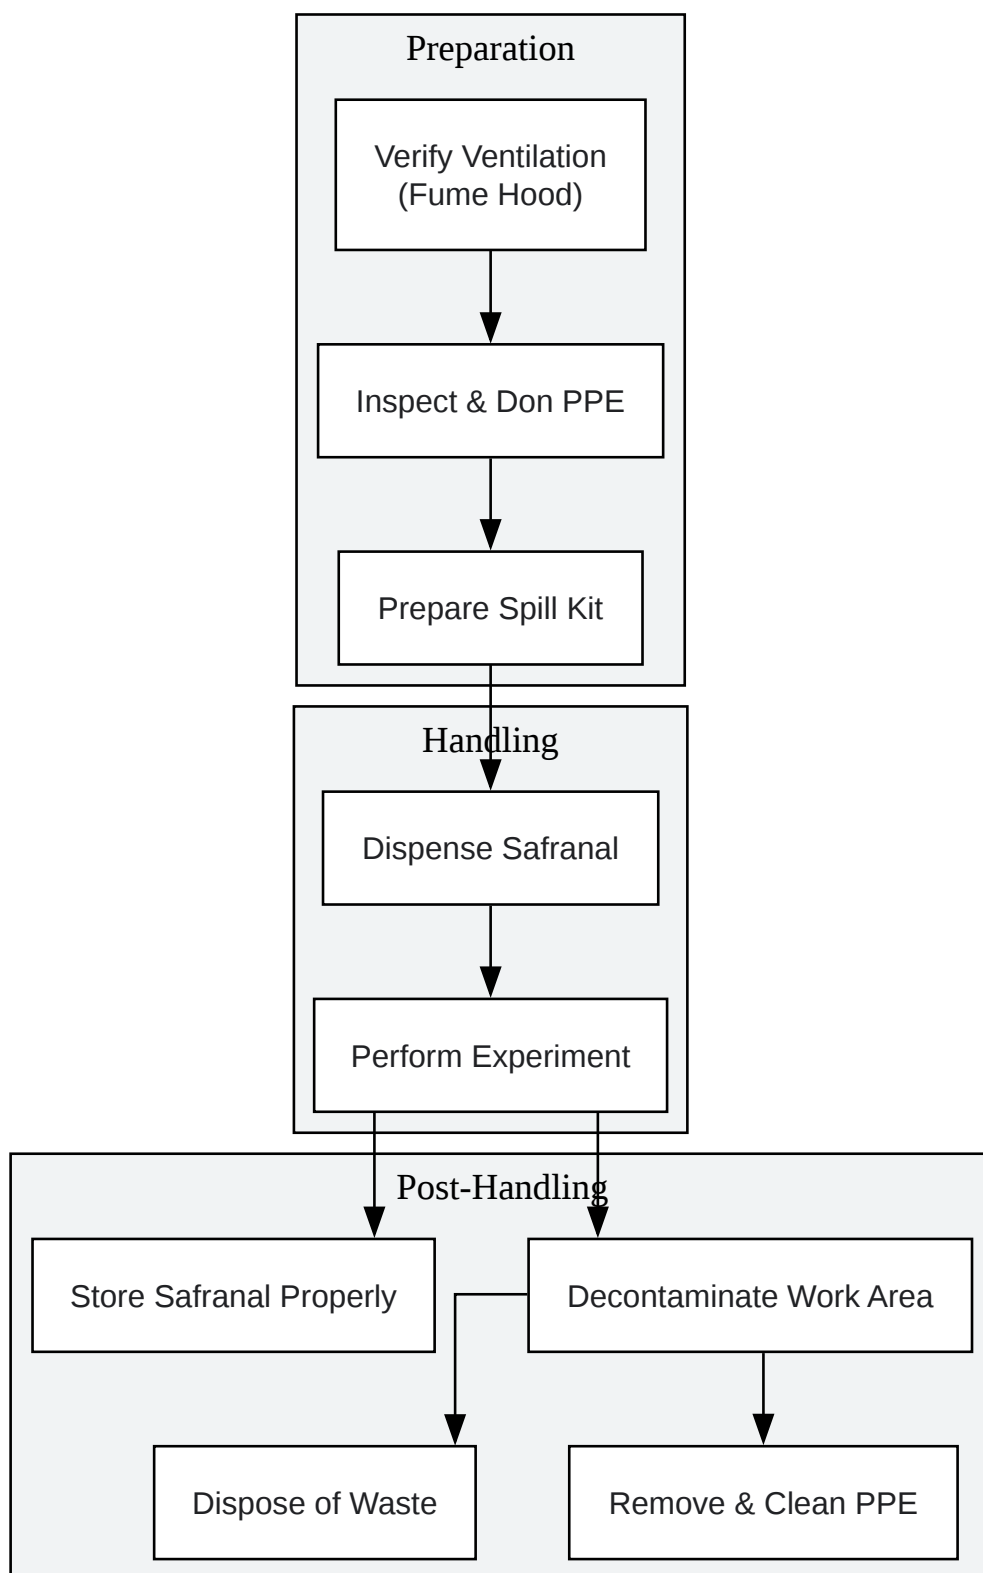 Preparation
Verify Ventilation
(Fume Hood)
Inspect & Don PPE
Prepare Spill Kit
Handling
Dispense Safranal
Perform Experiment
Post-Handling
Store Safranal Properly
Decontaminate Work Area
Dispose of Waste
Remove & Clean PPE